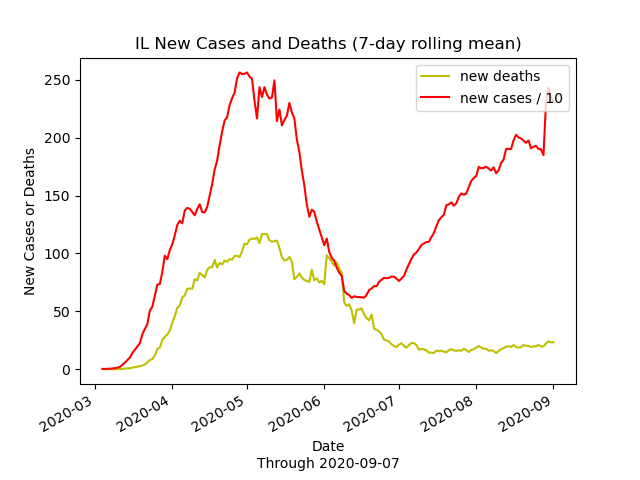 IL New Cases and Deaths (7-day rolling mean)
new deaths
new cases / 10
New Cases or Deaths
250
200
150
100
50
0
2020-03
2020-04
2020-05
2020-06
2020-07
2020-08
2020-09
Date
Through 2020-09-07